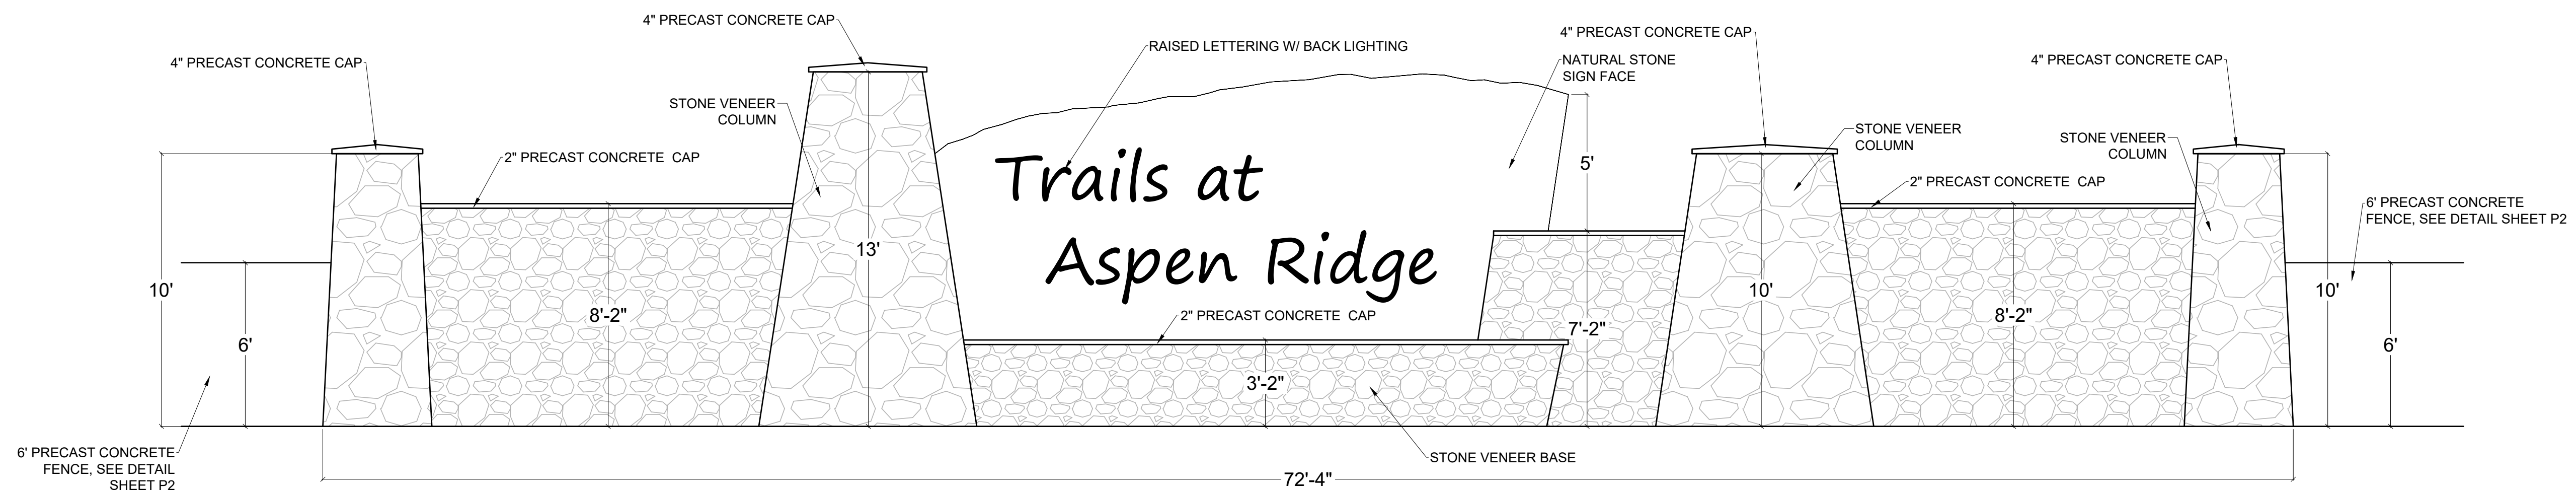 4" PRECAST CONCRETE CAP
4" PRECAST CONCRETE CAP
RAISED LETTERING W/ BACK LIGHTING
4" PRECAST CONCRETE CAP
NATURAL STONE
SIGN FACE
4" PRECAST CONCRETE CAP
STONE VENEER
COLUMN
2" PRECAST CONCRETE CAP
STONE VENEER
COLUMN
STONE VENEER
COLUMN
2" PRECAST CONCRETE CAP
6' PRECAST CONCRETE
FENCE, SEE DETAIL SHEET P2
Trails at
Aspen Ridge
5'
13'
10'
8'-2"
6'
2" PRECAST CONCRETE CAP
7'-2"
3'-2"
10'
8'-2"
10'
6'
6' PRECAST CONCRETE
FENCE, SEE DETAIL
SHEET P2
STONE VENEER BASE
72'-4"